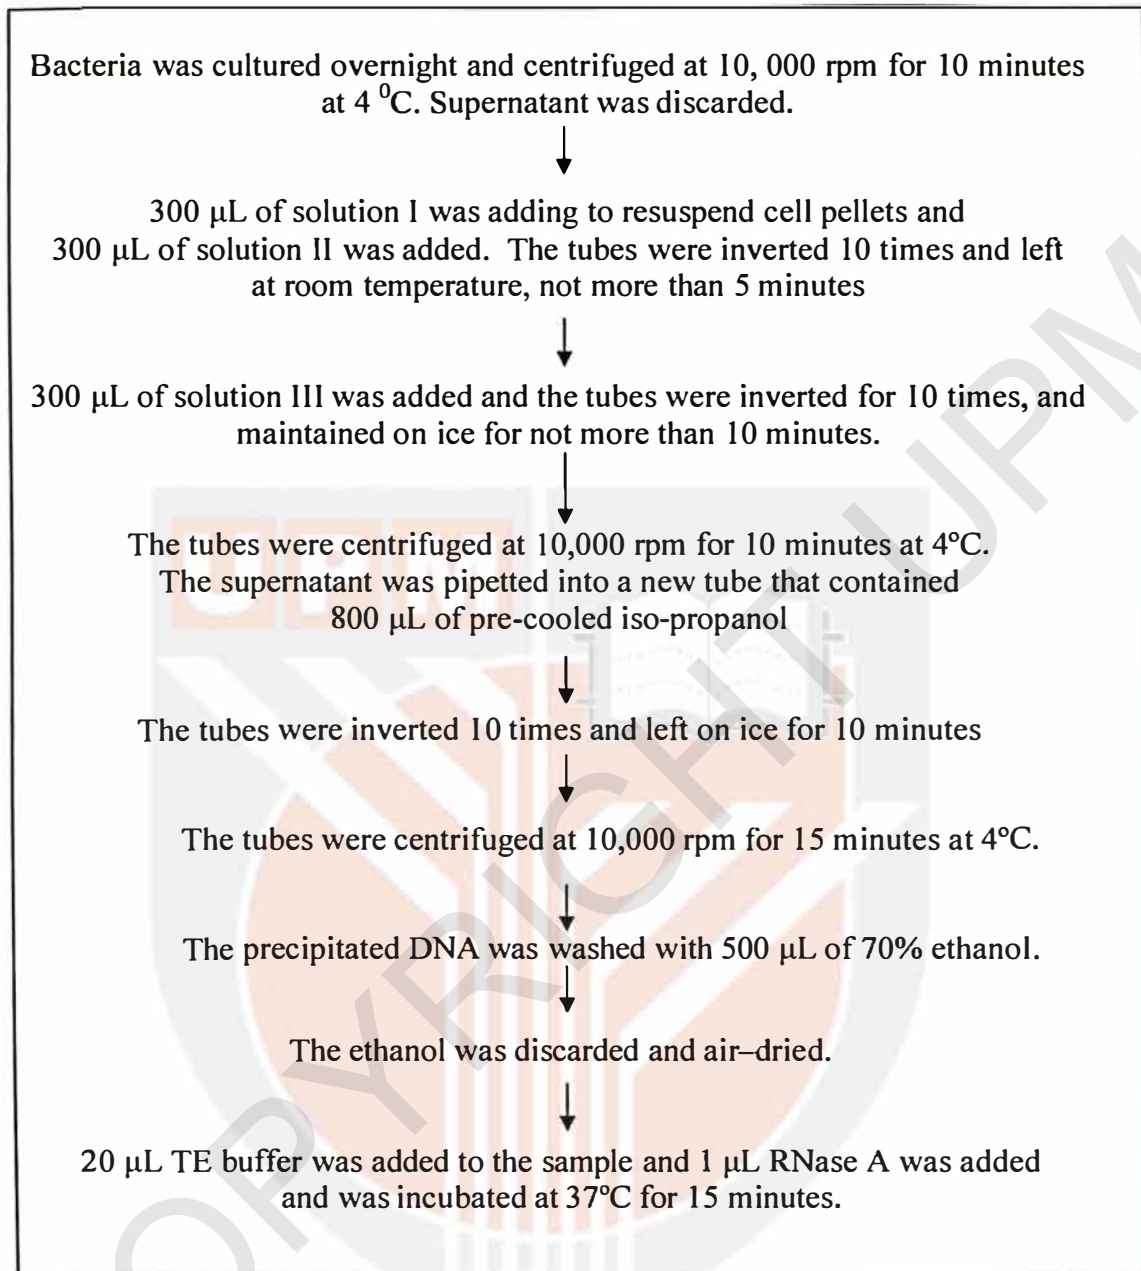 Bacteria was cultured overnight and centrifuged at 10, 000 rpm for 10 minutes
at 4 ⁰C. Supernatant was discarded.
300 µL of solution I was adding to resuspend cell pellets and
300 µL of solution II was added. The tubes were inverted 10 times and left
at room temperature, not more than 5 minutes
300 µL of solution III was added and the tubes were inverted for 10 times, and
maintained on ice for not more than 10 minutes.
The tubes were centrifuged at 10,000 rpm for 10 minutes at 4°C.
The supernatant was pipetted into a new tube that contained
800 µL of pre-cooled iso-propanol
The tubes were inverted 10 times and left on ice for 10 minutes
The tubes were centrifuged at 10,000 rpm for 15 minutes at 4°C.
The precipitated DNA was washed with 500 µL of 70% ethanol.
The ethanol was discarded and air–dried.
20 µL TE buffer was added to the sample and 1 µL RNase A was added
and was incubated at 37°C for 15 minutes.
UPM
COPYRIGHT UPM